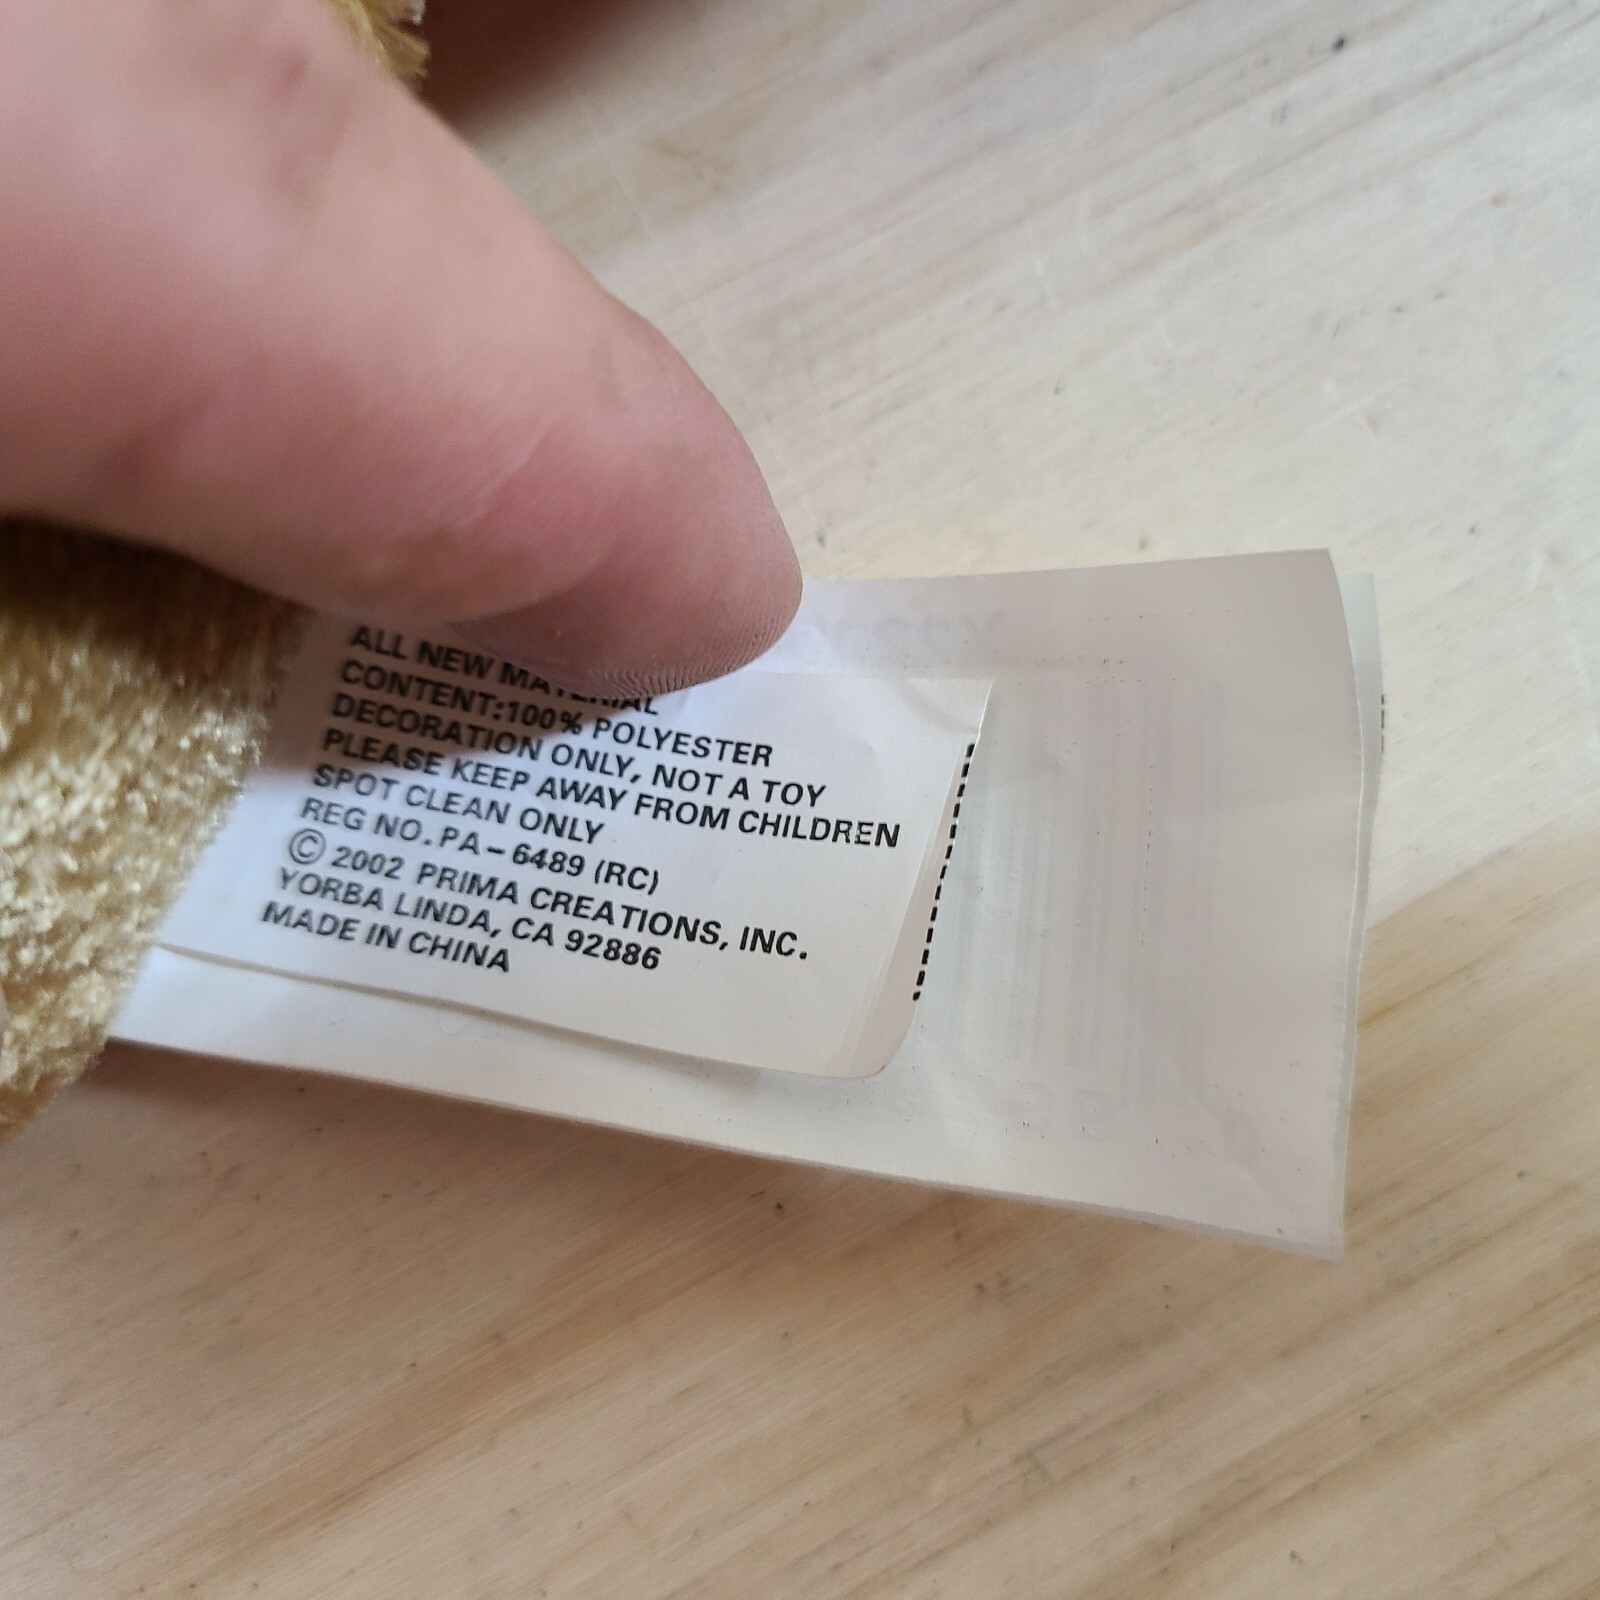 ALL NEW MATERIAL
CONTENT:100% POLYESTER
DECORATION ONLY, NOT A TOY
PLEASE KEEP AWAY FROM CHILDREN
SPOT CLEAN ONLY
REG NO. PA-6489 (RC)
© 2002 PRIMA CREATIONS, INC.
YORBA LINDA, CA 92886
MADE IN CHINA